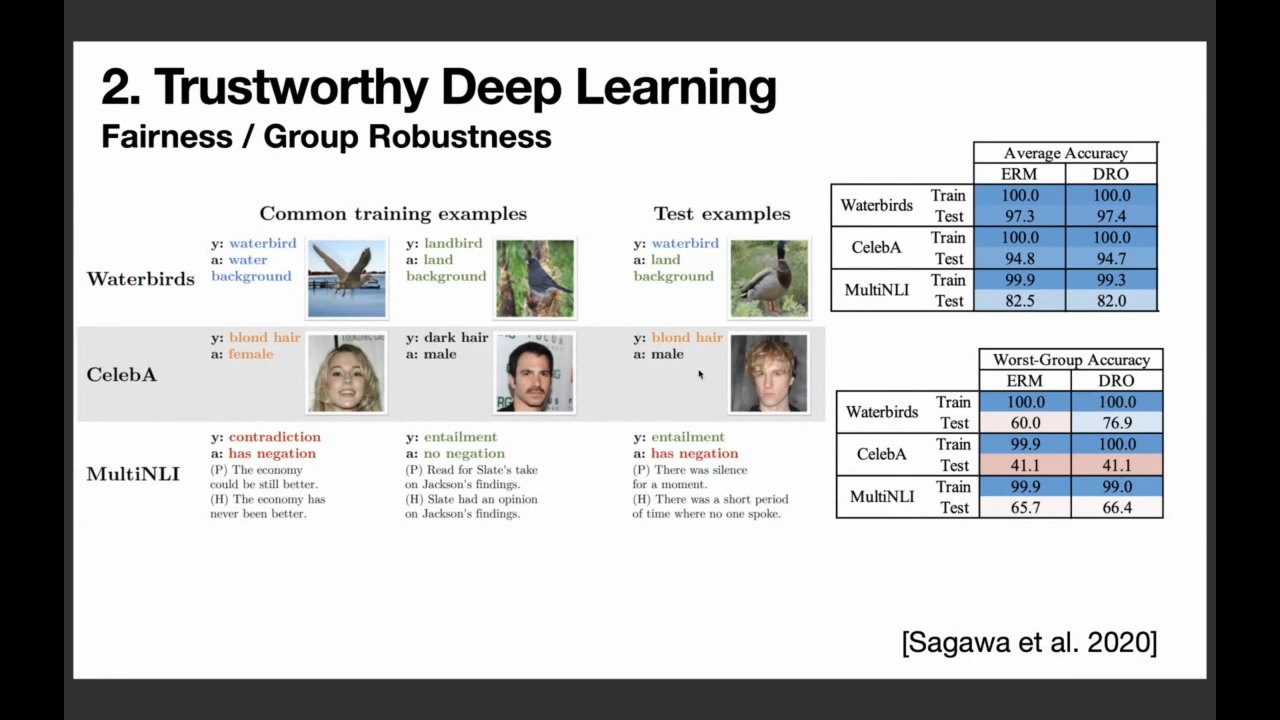 2. Trustworthy Deep Learning
Fairness / Group Robustness
Common training examples
Test examples
Waterbirds
y: waterbird
a: water
background
y: landbird
a: land
background
y: waterbird
a: land
background
CelebA
y: blond hair
a: female
y: dark hair
a: male
y: blond hair
a: male
MultiNLI
y: contradiction
a: has negation
(P) The economy
could be still better.
(H) The economy has
never been better.
y: entailment
a: no negation
(P) Read for Slate's take
on Jackson's findings.
(H) Slate had an opinion
on Jackson's findings.
y: entailment
a: has negation
(P) There was silence
for a moment.
(H) There was a short period
of time where no one spoke.
Average Accuracy
ERM DRO
Waterbirds Train 100.0 100.0
Test 97.3 97.4
CelebA Train 100.0 100.0
Test 94.8 94.7
MultiNLI Train 99.9 99.3
Test 82.5 82.0
Worst-Group Accuracy
ERM DRO
Waterbirds Train 100.0 100.0
Test 60.0 76.9
CelebA Train 99.9 100.0
Test 41.1 41.1
MultiNLI Train 99.9 99.0
Test 65.7 66.4
[Sagawa et al. 2020]